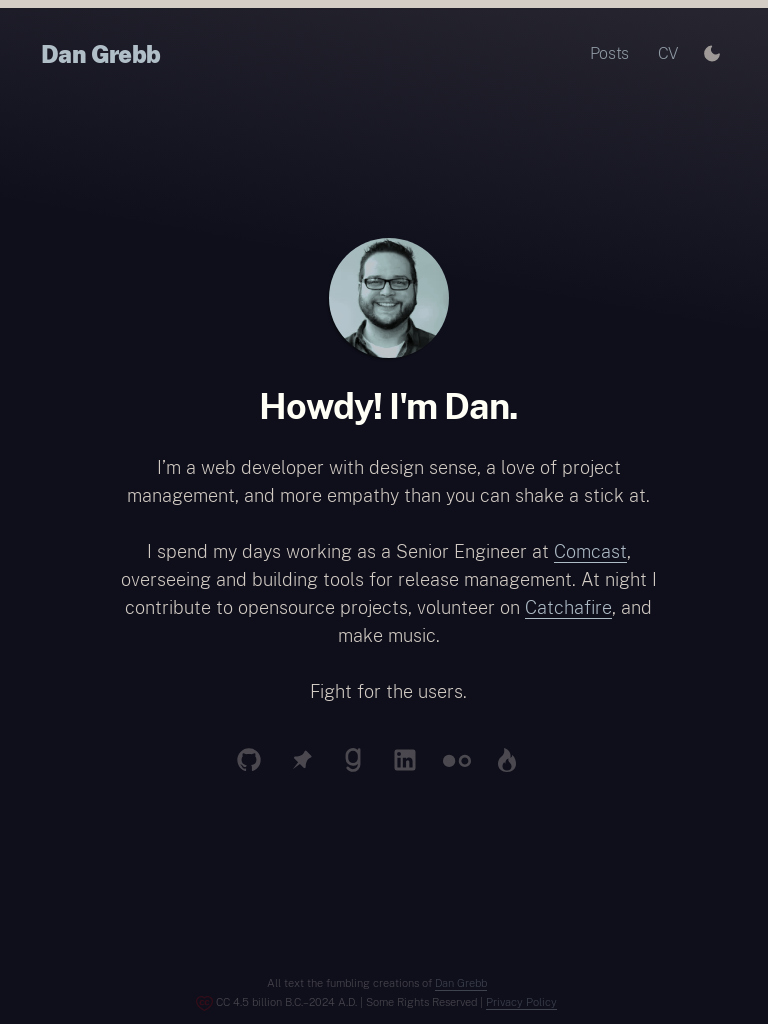 Dan Grebb
Posts CV
Howdy! I'm Dan.
I’m a web developer with design sense, a love of project
management, and more empathy than you can shake a stick at.
I spend my days working as a Senior Engineer at Comcast,
overseeing and building tools for release management. At night I
contribute to opensource projects, volunteer on Catchafire, and
make music.
Fight for the users.
All text the fumbling creations of Dan Grebb
CC 4.5 billion B.C.–2024 A.D. | Some Rights Reserved | Privacy Policy